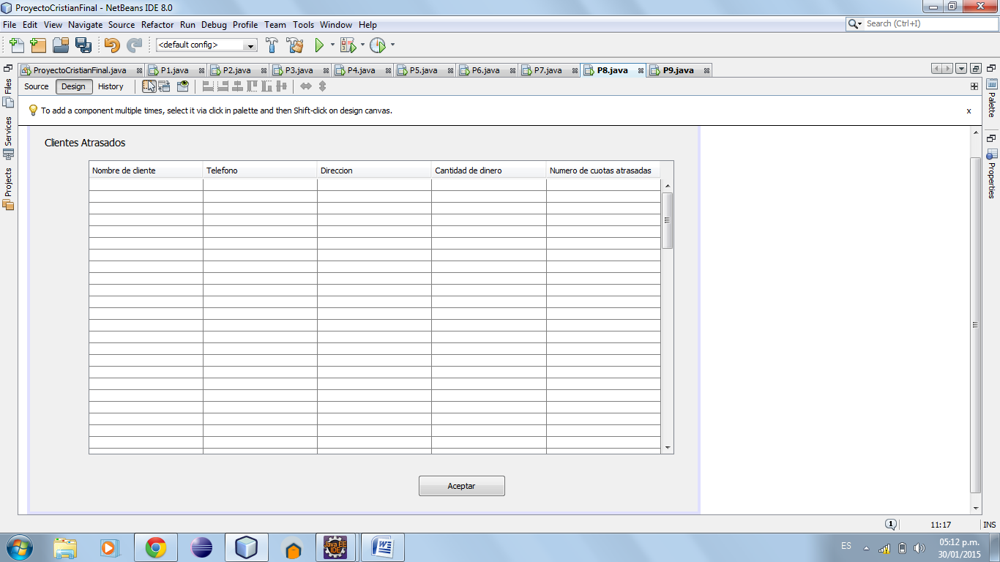 ProyectoCristianFinal - NetBeans IDE 8.0
File Edit View Navigate Source Refactor Run Debug Profile Team Tools Window Help
Search (Ctrl+I)
<default config>
ProyectoCristianFinal.java P1.java P2.java P3.java P4.java P5.java P6.java P7.java P8.java P9.java
Source Design History
To add a component multiple times, select it via click in palette and then Shift-click on design canvas. x
Files
Services
Projects
Palette
Properties
Clientes Atrasados
Nombre de cliente Telefono Direccion Cantidad de dinero Numero de cuotas atrasadas
Aceptar
1 11:17 INS
Java EE IDE
ES 05:12 p.m.
30/01/2015